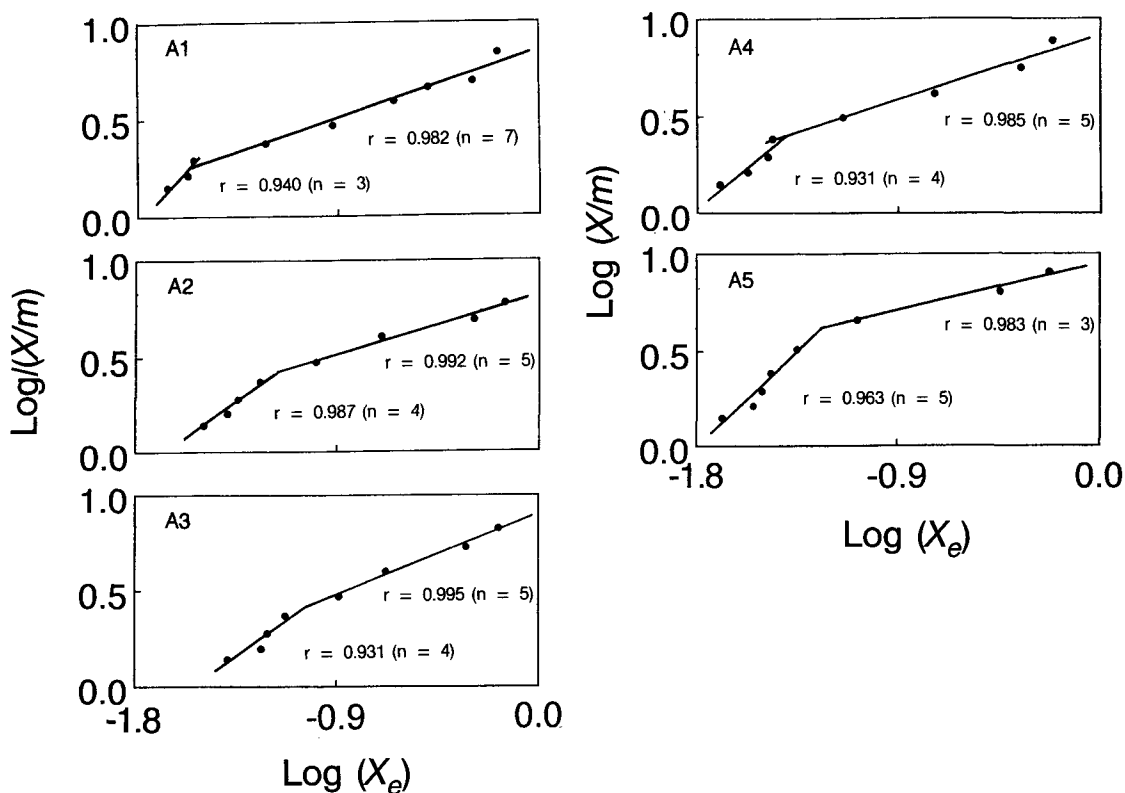 1.0
A1
0.5
r = 0.982 (n = 7)
r = 0.940 (n = 3)
0.0
1.0
A2
0.5
r = 0.992 (n = 5)
r = 0.987 (n = 4)
0.0
1.0
A3
0.5
r = 0.995 (n = 5)
r = 0.931 (n = 4)
0.0
-1.8 -0.9 0.0
Log/(X/m)
Log (Xe)
1.0
A4
0.5
r = 0.985 (n = 5)
r = 0.931 (n = 4)
0.0
1.0
A5
0.5
r = 0.983 (n = 3)
r = 0.963 (n = 5)
0.0
-1.8 -0.9 0.0
Log (X/m)
Log (Xe)